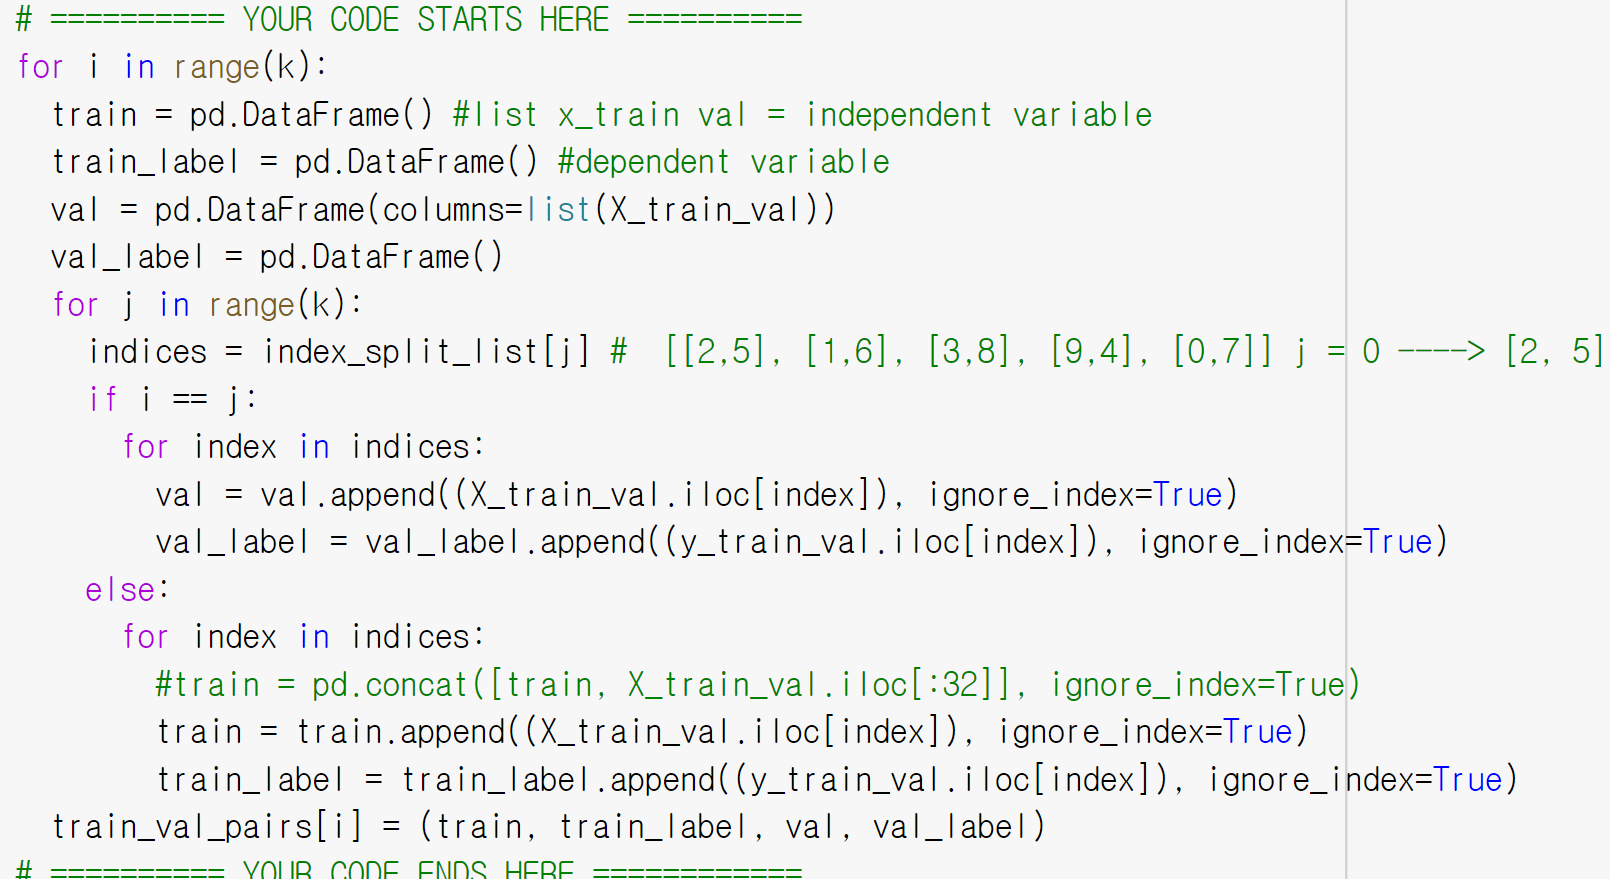 # ========== YOUR CODE STARTS HERE ==========
for i in range(k):
  train = pd.DataFrame() #list x_train val = independent variable
  train_label = pd.DataFrame() #dependent variable
  val = pd.DataFrame(columns=list(X_train_val))
  val_label = pd.DataFrame()
  for j in range(k):
    indices = index_split_list[j] #  [[2,5], [1,6], [3,8], [9,4], [0,7]] j = 0 ----> [2, 5]
    if i == j:
      for index in indices:
        val = val.append((X_train_val.iloc[index]), ignore_index=True)
        val_label = val_label.append((y_train_val.iloc[index]), ignore_index=True)
    else:
      for index in indices:
        #train = pd.concat([train, X_train_val.iloc[:32]], ignore_index=True)
        train = train.append((X_train_val.iloc[index]), ignore_index=True)
        train_label = train_label.append((y_train_val.iloc[index]), ignore_index=True)
  train_val_pairs[i] = (train, train_label, val, val_label)
# ========== YOUR CODE ENDS HERE ============